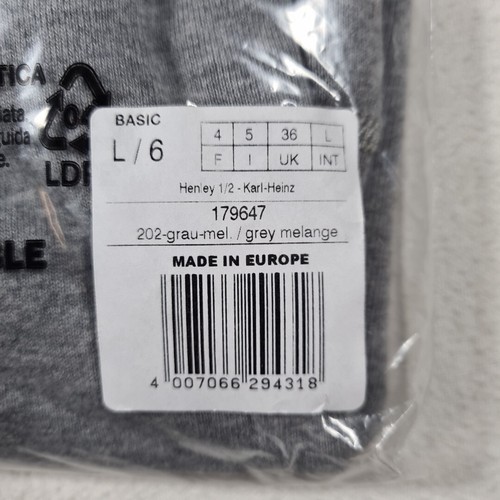 TICA
04
LDP
BASIC
L / 6
4 5 36 L
F I UK INT
Henley 1/2 - Karl-Heinz
179647
202-grau-mel. / grey melange
MADE IN EUROPE
4 007066 294318